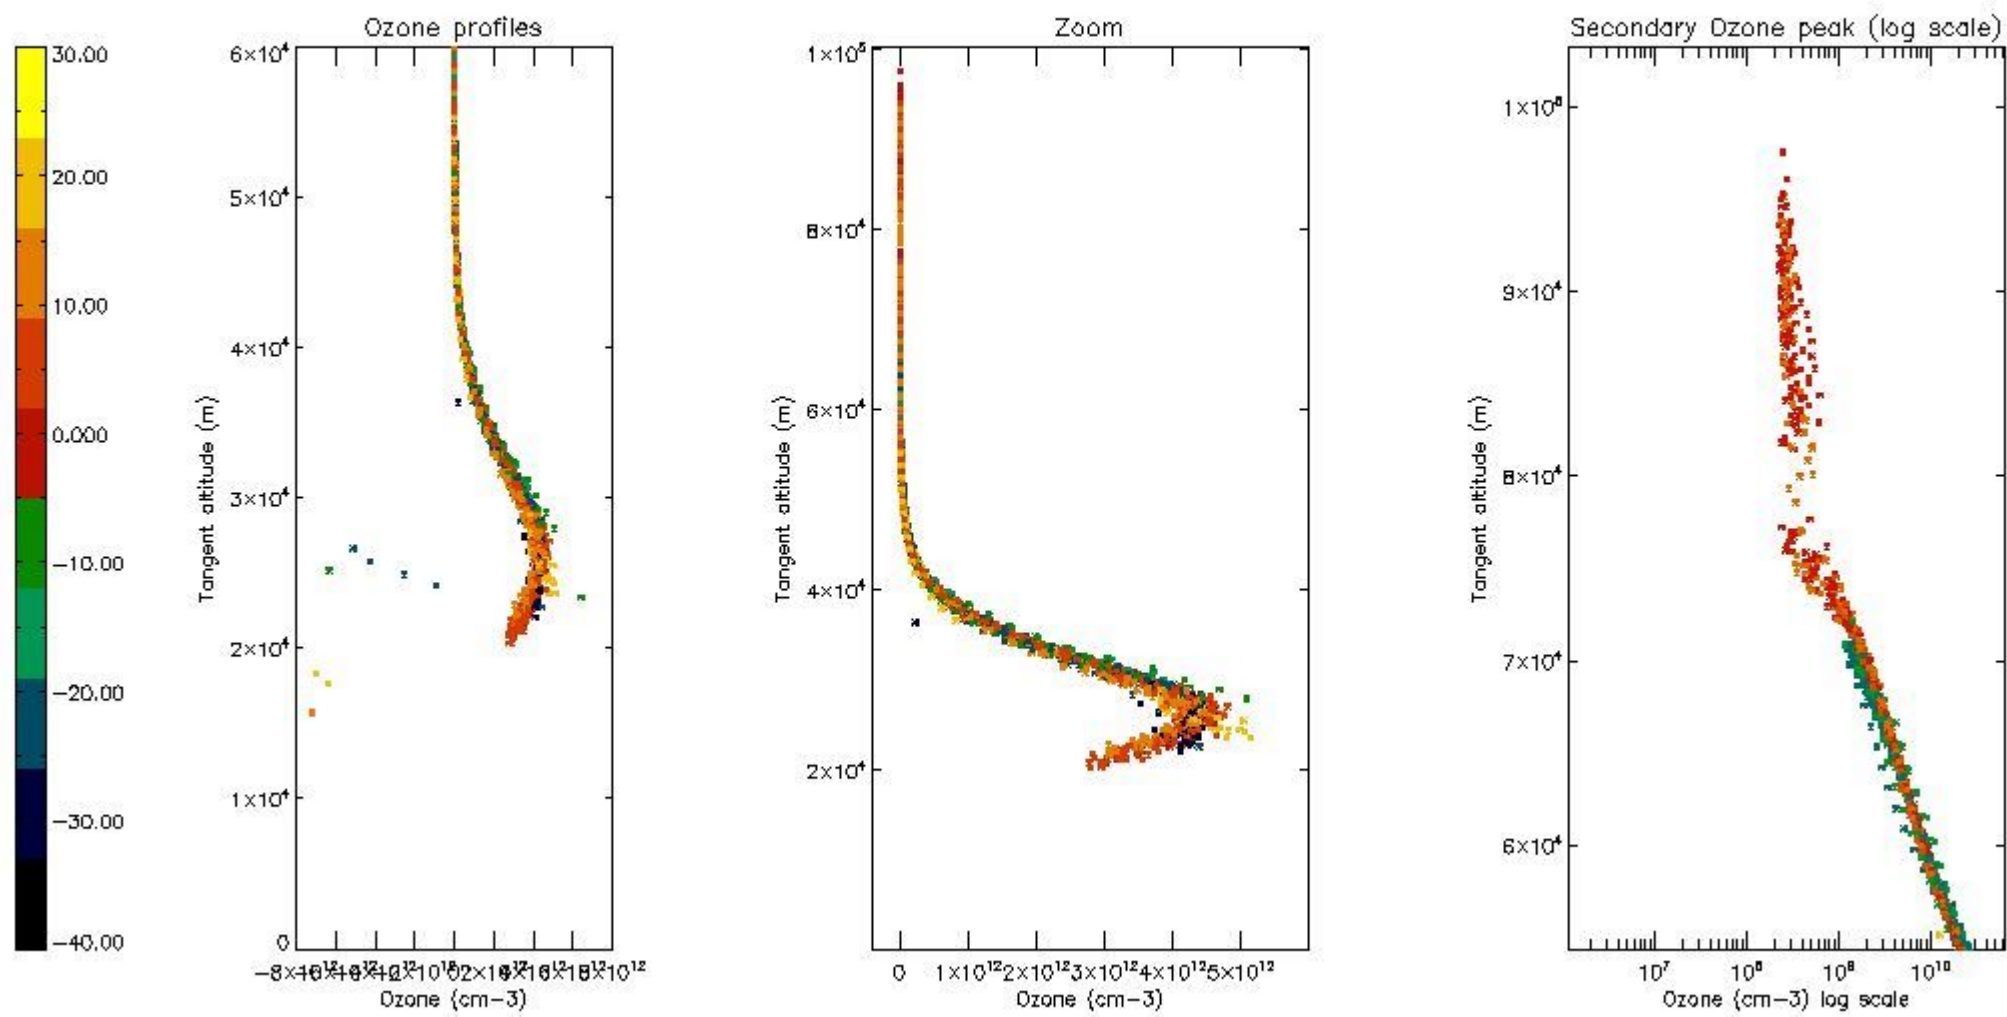 Ozone profiles
Zoom
Secondary Ozone peak (log scale)
30.00
20.00
10.00
0.000
−10.00
−20.00
−30.00
−40.00
6×10⁴
5×10⁴
4×10⁴
3×10⁴
2×10⁴
1×10⁴
0
Tangent altitude (m)
Ozone (cm−3)
1×10⁵
8×10⁴
6×10⁴
4×10⁴
2×10⁴
Tangent altitude (m)
0 1×10¹² 2×10¹² 3×10¹² 4×10¹² 5×10¹²
Ozone (cm−3)
9×10⁴
8×10⁴
7×10⁴
6×10⁴
Tangent altitude (m)
10⁷ 10⁸ 10⁹ 10¹⁰
Ozone (cm−3) log scale